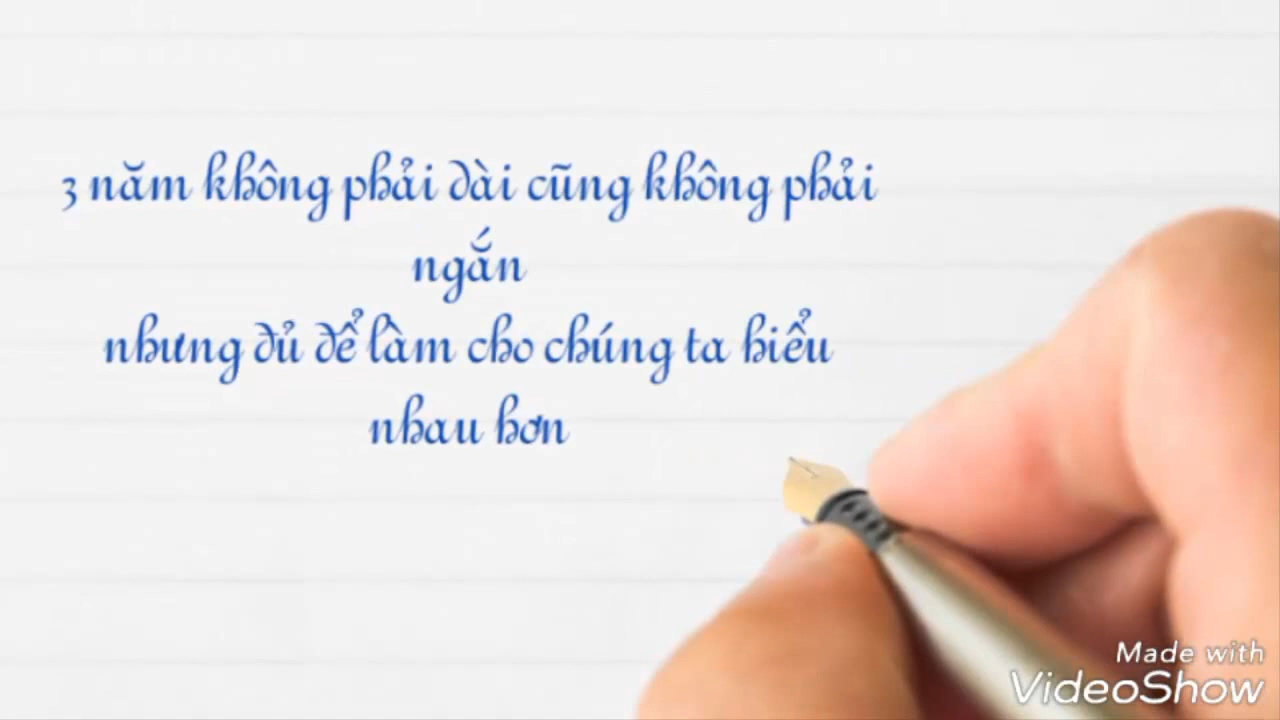 3 năm không phải dài cũng không phải
ngắn
nhưng đủ để làm cho chúng ta hiểu
nhau hơn
Made with
VideoShow